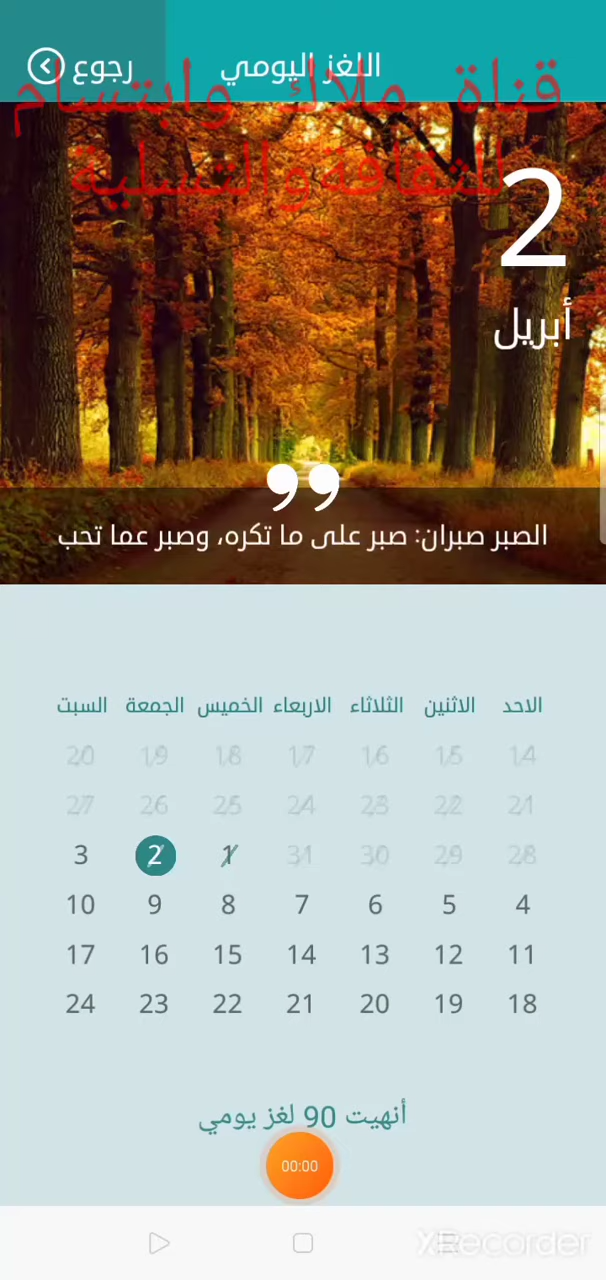 رجوع
اللغز اليومي
قناة ملاك وابتسام
للثقافة والتسلية
2
أبريل
الصبر صبران: صبر على ما تكره، وصبر عما تحب
الاحد الاثنين الثلاثاء الاربعاء الخميس الجمعة السبت
14 15 16 17 18 19 20
21 22 23 24 25 26 27
28 29 30 31 1 2 3
4 5 6 7 8 9 10
11 12 13 14 15 16 17
18 19 20 21 22 23 24
أنهيت 90 لغز يومي
00:00
XRecorder